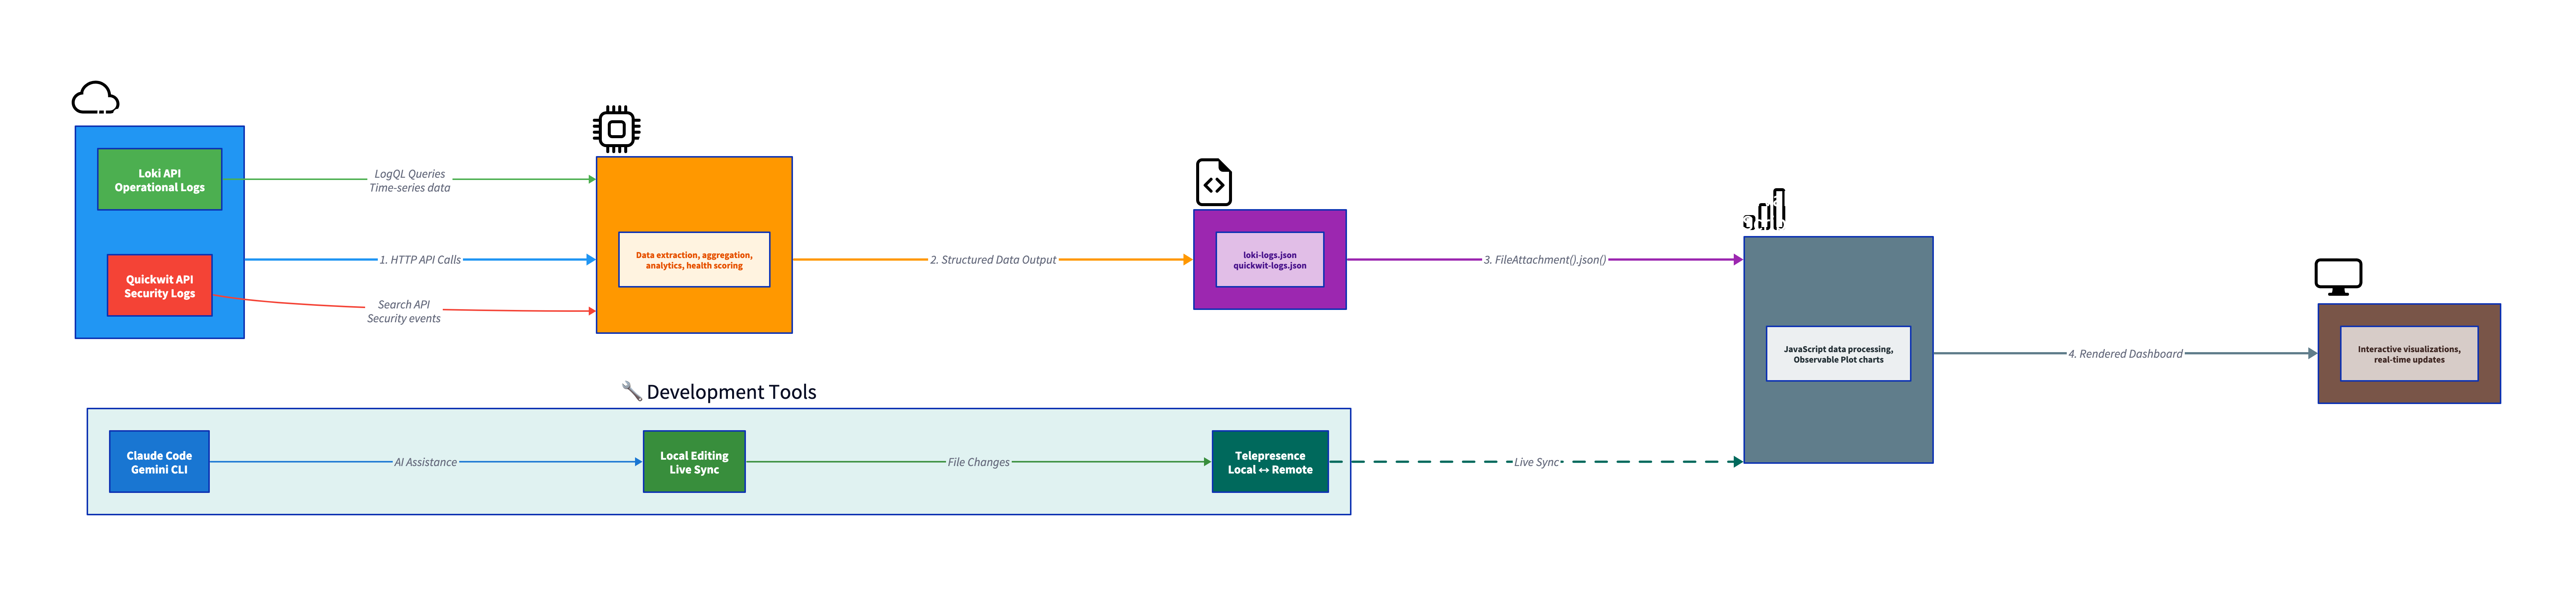 Loki API
Operational Logs
LogQL Queries
Time-series data
Quickwit API
Security Logs
1. HTTP API Calls
Search API
Security events
Data extraction, aggregation,
analytics, health scoring
2. Structured Data Output
loki-logs.json
quickwit-logs.json
3. FileAttachment().json()
JavaScript data processing,
Observable Plot charts
4. Rendered Dashboard
Interactive visualizations,
real-time updates
🔧 Development Tools
Claude Code
Gemini CLI
AI Assistance
Local Editing
Live Sync
File Changes
Telepresence
Local ↔ Remote
Live Sync